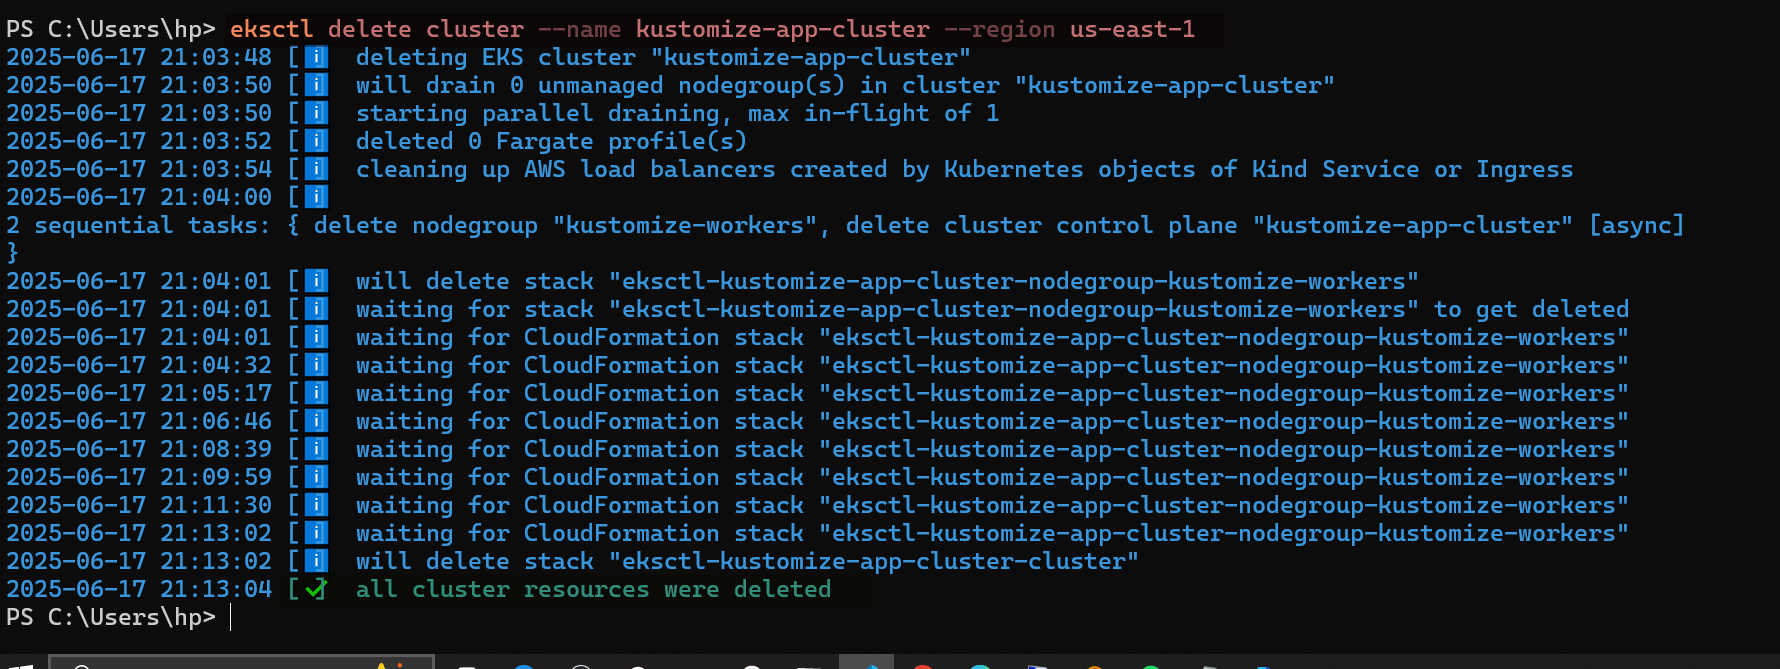 PS C:\Users\hp> eksctl delete cluster --name kustomize-app-cluster --region us-east-1
2025-06-17 21:03:48 [ℹ]  deleting EKS cluster "kustomize-app-cluster"
2025-06-17 21:03:50 [ℹ]  will drain 0 unmanaged nodegroup(s) in cluster "kustomize-app-cluster"
2025-06-17 21:03:50 [ℹ]  starting parallel draining, max in-flight of 1
2025-06-17 21:03:52 [ℹ]  deleted 0 Fargate profile(s)
2025-06-17 21:03:54 [ℹ]  cleaning up AWS load balancers created by Kubernetes objects of Kind Service or Ingress
2025-06-17 21:04:00 [ℹ]
2 sequential tasks: { delete nodegroup "kustomize-workers", delete cluster control plane "kustomize-app-cluster" [async]
}
2025-06-17 21:04:01 [ℹ]  will delete stack "eksctl-kustomize-app-cluster-nodegroup-kustomize-workers"
2025-06-17 21:04:01 [ℹ]  waiting for stack "eksctl-kustomize-app-cluster-nodegroup-kustomize-workers" to get deleted
2025-06-17 21:04:01 [ℹ]  waiting for CloudFormation stack "eksctl-kustomize-app-cluster-nodegroup-kustomize-workers"
2025-06-17 21:04:32 [ℹ]  waiting for CloudFormation stack "eksctl-kustomize-app-cluster-nodegroup-kustomize-workers"
2025-06-17 21:05:17 [ℹ]  waiting for CloudFormation stack "eksctl-kustomize-app-cluster-nodegroup-kustomize-workers"
2025-06-17 21:06:46 [ℹ]  waiting for CloudFormation stack "eksctl-kustomize-app-cluster-nodegroup-kustomize-workers"
2025-06-17 21:08:39 [ℹ]  waiting for CloudFormation stack "eksctl-kustomize-app-cluster-nodegroup-kustomize-workers"
2025-06-17 21:09:59 [ℹ]  waiting for CloudFormation stack "eksctl-kustomize-app-cluster-nodegroup-kustomize-workers"
2025-06-17 21:11:30 [ℹ]  waiting for CloudFormation stack "eksctl-kustomize-app-cluster-nodegroup-kustomize-workers"
2025-06-17 21:13:02 [ℹ]  waiting for CloudFormation stack "eksctl-kustomize-app-cluster-nodegroup-kustomize-workers"
2025-06-17 21:13:02 [ℹ]  will delete stack "eksctl-kustomize-app-cluster-cluster"
2025-06-17 21:13:04 [✔]  all cluster resources were deleted
PS C:\Users\hp>